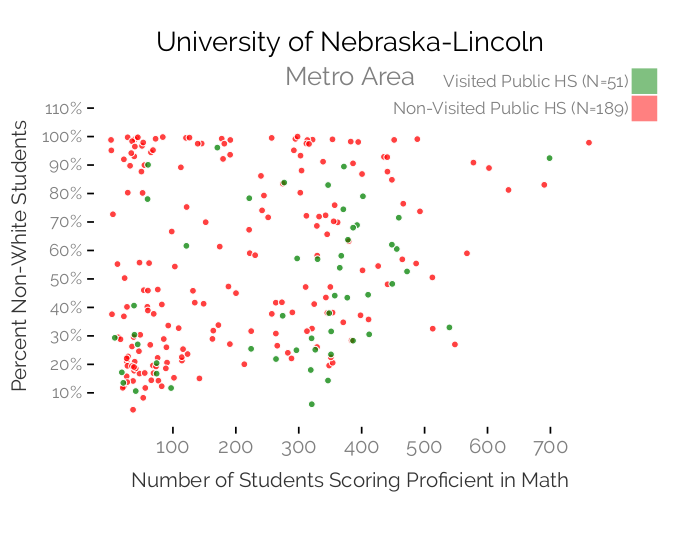 University of Nebraska-Lincoln
Metro Area
Visited Public HS (N=51)
Non-Visited Public HS (N=189)
Percent Non-White Students
110%
100%
90%
80%
70%
60%
50%
40%
30%
20%
10%
100 200 300 400 500 600 700
Number of Students Scoring Proficient in Math